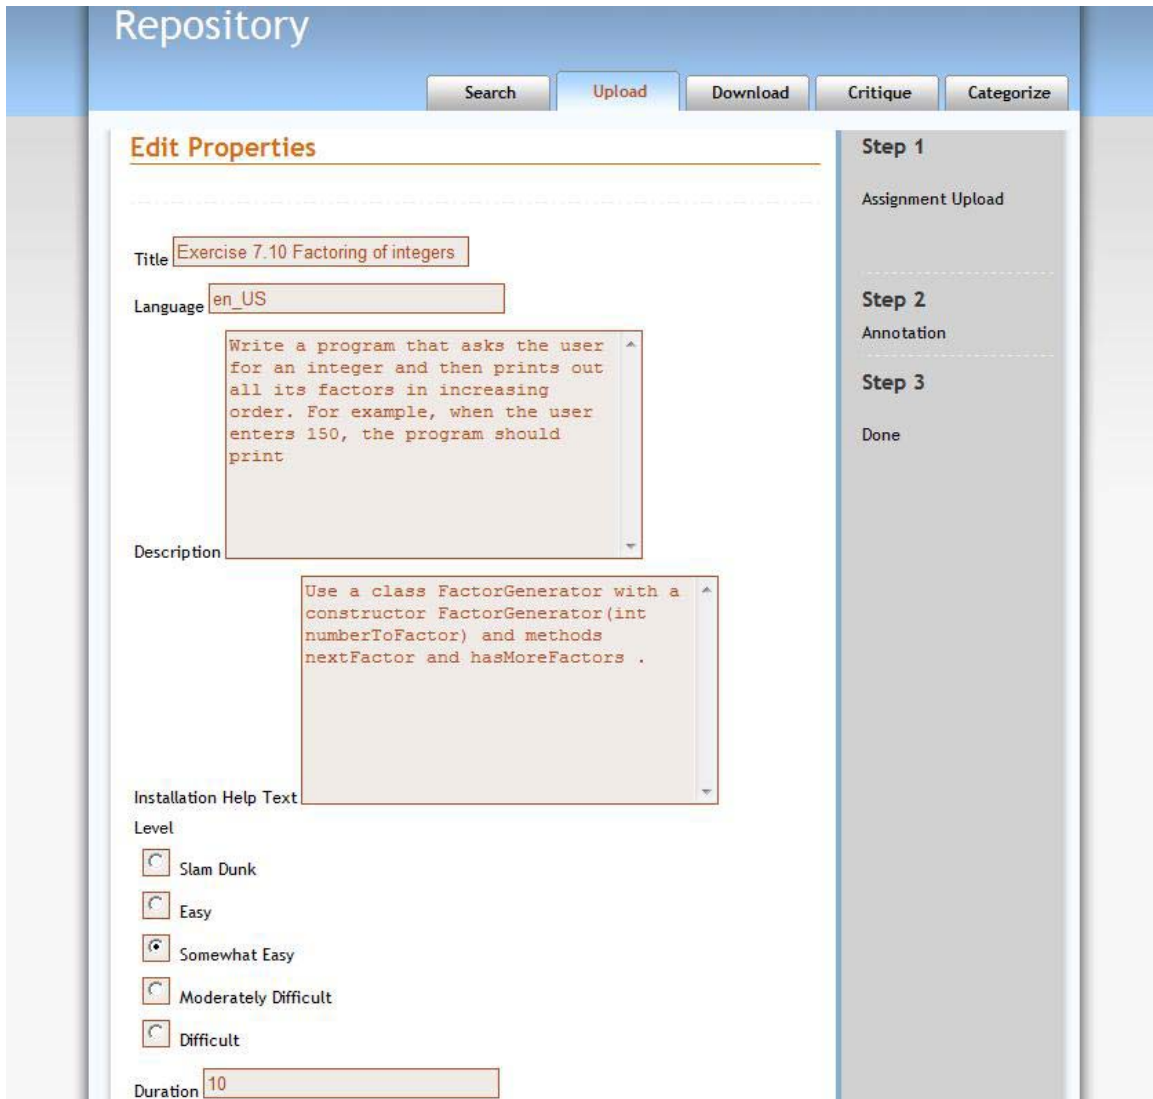 Repository
Search Upload Download Critique Categorize
Edit Properties
Title Exercise 7.10 Factoring of integers
Language en_US
Write a program that asks the user
for an integer and then prints out
all its factors in increasing
order. For example, when the user
enters 150, the program should
print
Description
Use a class FactorGenerator with a
constructor FactorGenerator(int
numberToFactor) and methods
nextFactor and hasMoreFactors .
Installation Help Text
Level
Slam Dunk
Easy
Somewhat Easy
Moderately Difficult
Difficult
Duration 10
Step 1
Assignment Upload
Step 2
Annotation
Step 3
Done